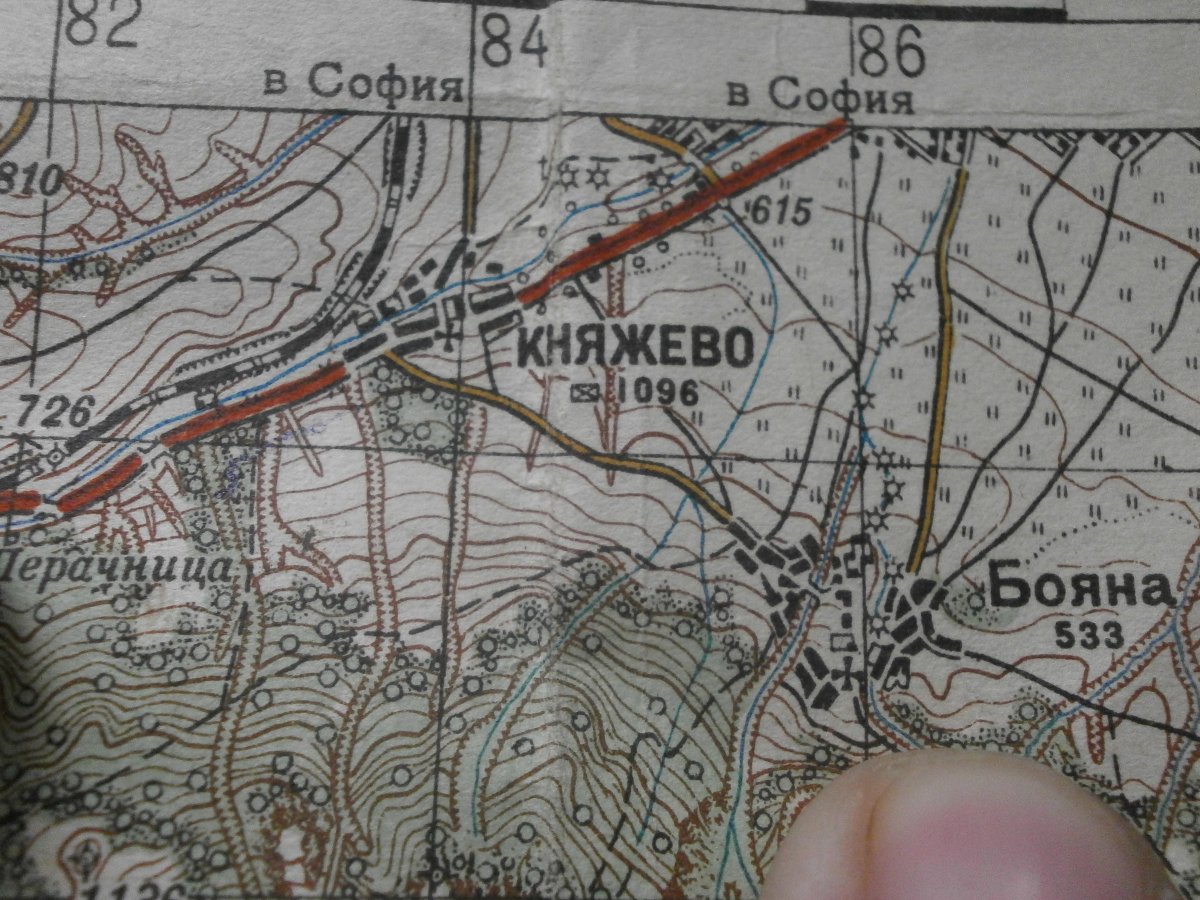 82
84
86
в София
в София
810
615
КНЯЖЕВО
1096
726
Перачница
Бояна
533